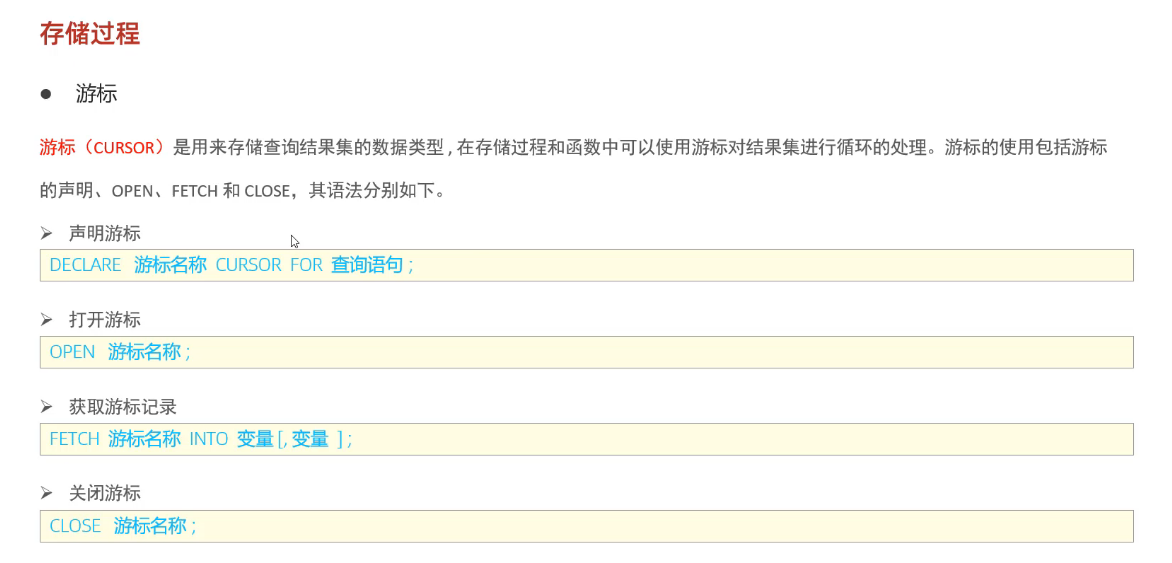 存储过程
● 游标
游标（CURSOR）是用来存储查询结果集的数据类型 , 在存储过程和函数中可以使用游标对结果集进行循环的处理。游标的使用包括游标
的声明、OPEN、FETCH 和 CLOSE，其语法分别如下。
➢ 声明游标
DECLARE 游标名称 CURSOR FOR 查询语句 ;
➢ 打开游标
OPEN 游标名称 ;
➢ 获取游标记录
FETCH 游标名称 INTO 变量 [, 变量 ] ;
➢ 关闭游标
CLOSE 游标名称 ;